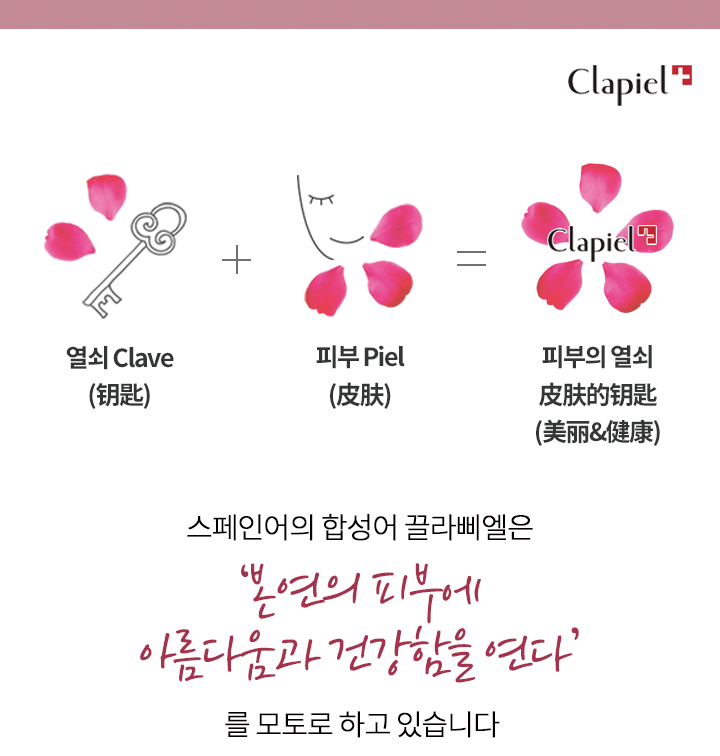 Clapiel
Clapiel
열쇠 Clave
(钥匙)
피부 Piel
(皮肤)
피부의 열쇠
皮肤的钥匙
(美丽&健康)
스페인어의 합성어 끌라삐엘은
‘본연의 피부에
아름다움과 건강함을 연다’
를 모토로 하고 있습니다